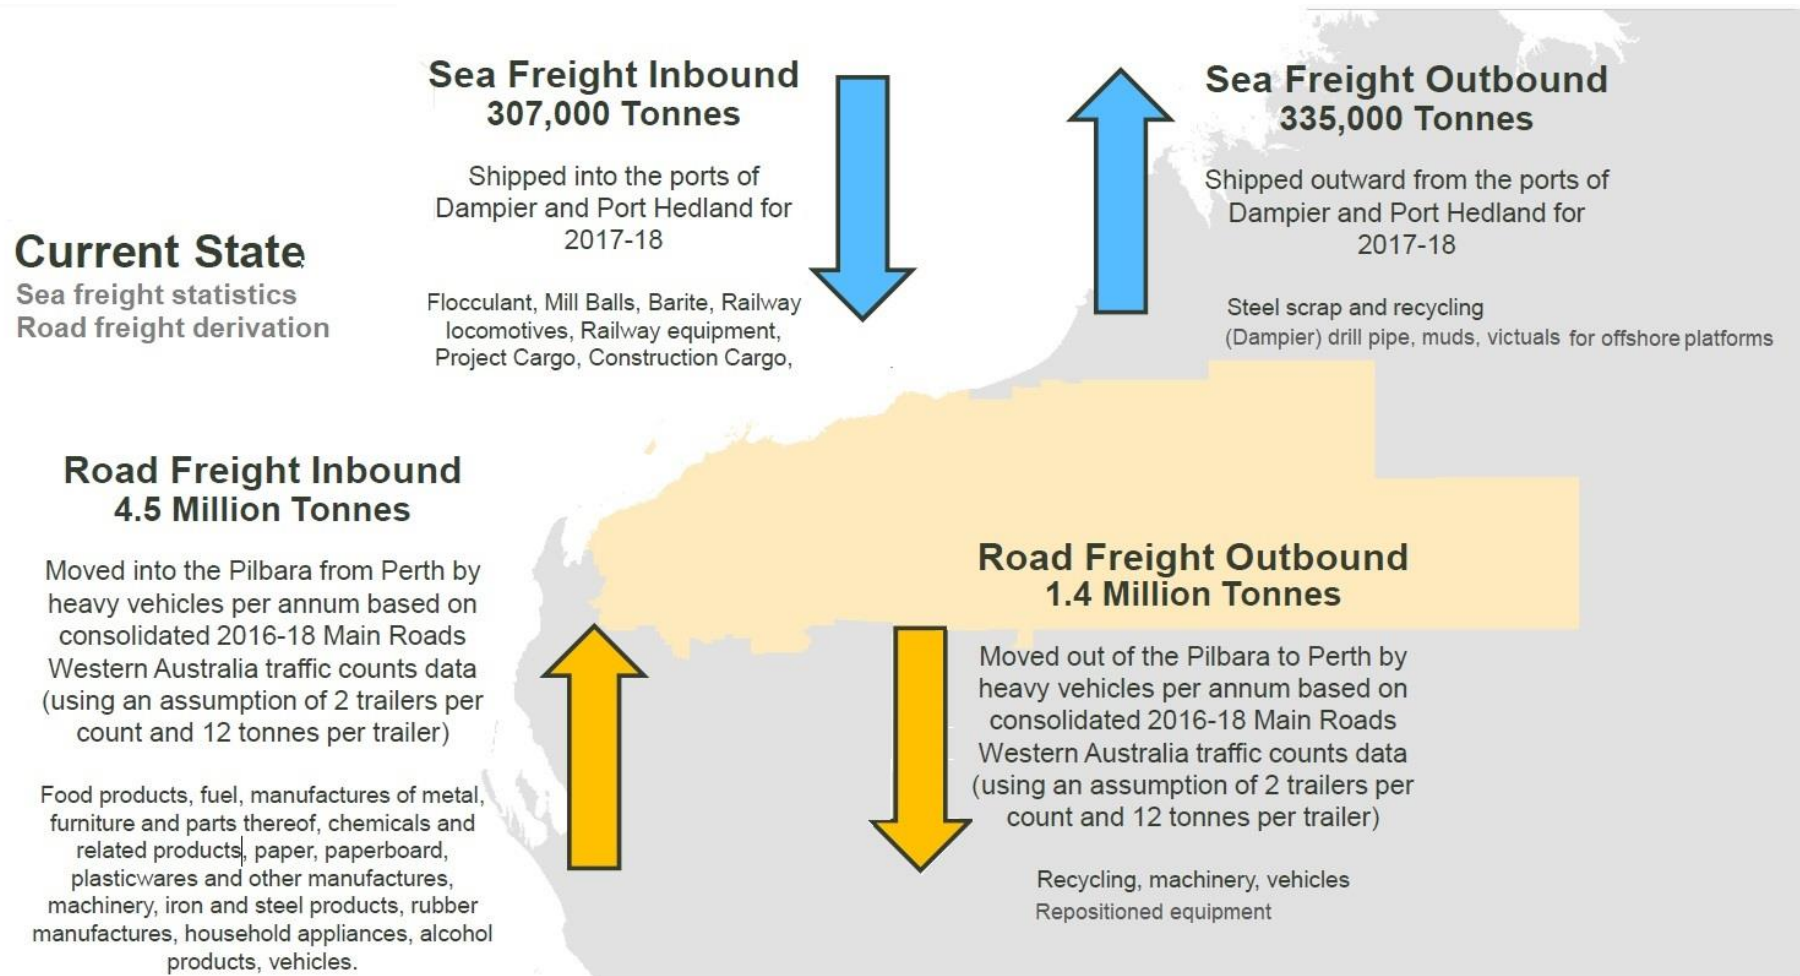 Current State
Sea freight statistics
Road freight derivation
Sea Freight Inbound
307,000 Tonnes
Shipped into the ports of
Dampier and Port Hedland for
2017-18
Flocculant, Mill Balls, Barite, Railway
locomotives, Railway equipment,
Project Cargo, Construction Cargo,
Sea Freight Outbound
335,000 Tonnes
Shipped outward from the ports of
Dampier and Port Hedland for
2017-18
Steel scrap and recycling
(Dampier) drill pipe, muds, victuals for offshore platforms
Road Freight Inbound
4.5 Million Tonnes
Moved into the Pilbara from Perth by
heavy vehicles per annum based on
consolidated 2016-18 Main Roads
Western Australia traffic counts data
(using an assumption of 2 trailers per
count and 12 tonnes per trailer)
Food products, fuel, manufactures of metal,
furniture and parts thereof, chemicals and
related products, paper, paperboard,
plasticwares and other manufactures,
machinery, iron and steel products, rubber
manufactures, household appliances, alcohol
products, vehicles.
Road Freight Outbound
1.4 Million Tonnes
Moved out of the Pilbara to Perth by
heavy vehicles per annum based on
consolidated 2016-18 Main Roads
Western Australia traffic counts data
(using an assumption of 2 trailers per
count and 12 tonnes per trailer)
Recycling, machinery, vehicles
Repositioned equipment